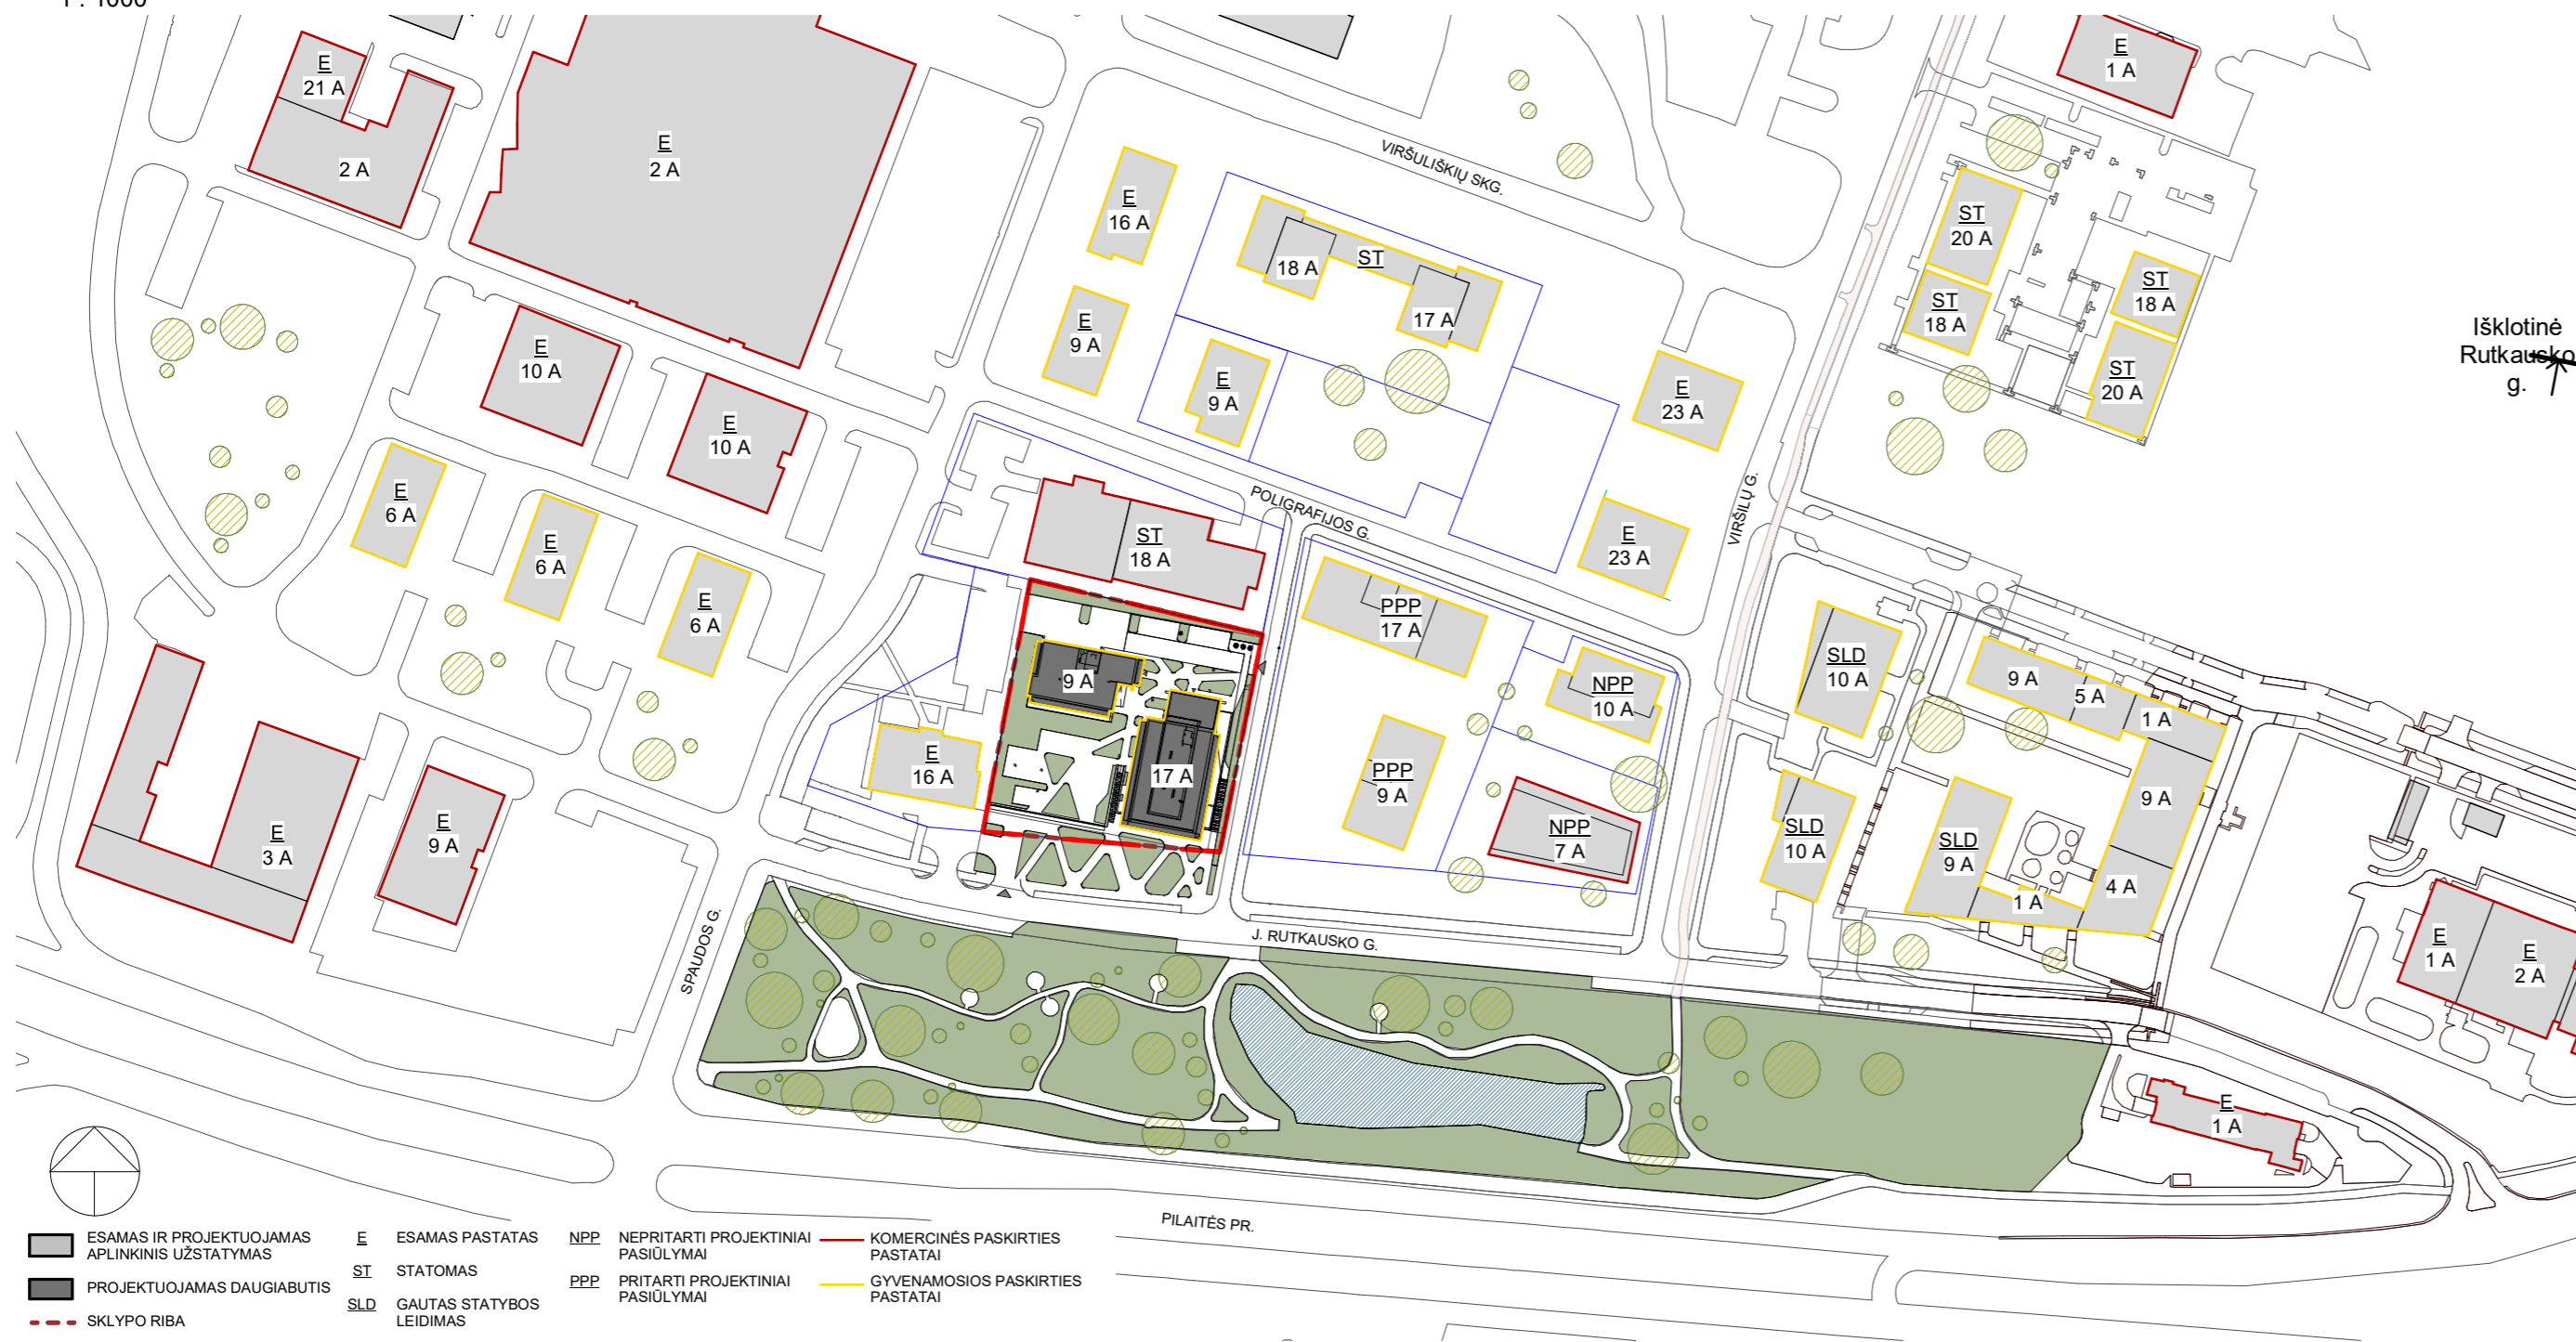 E
21 A
2 A
E
2 A
E
1 A
VIRŠULIŠKIŲ SKG.
E
16 A
ST
20 A
18 A
ST
17 A
ST
18 A
ST
18 A
E
9 A
E
9 A
Išklotinė
Rutkausko
g.
E
10 A
E
10 A
E
23 A
ST
20 A
E
6 A
E
6 A
E
6 A
ST
18 A
POLIGRAFIJOS G.
E
23 A
VIRŠILŲ G.
PPP
17 A
9 A
NPP
10 A
SLD
10 A
9 A
5 A
1 A
E
16 A
17 A
PPP
9 A
9 A
E
3 A
E
9 A
NPP
7 A
SLD
10 A
SLD
9 A
4 A
1 A
SPAUDOS G.
J. RUTKAUSKO G.
E
1 A
E
2 A
E
1 A
PILAITĖS PR.
ESAMAS IR PROJEKTUOJAMAS
APLINKINIS UŽSTATYMAS
PROJEKTUOJAMAS DAUGIABUTIS
SKLYPO RIBA
E ESAMAS PASTATAS
ST STATOMAS
SLD GAUTAS STATYBOS
LEIDIMAS
NPP NEPRITARTI PROJEKTINIAI
PASIŪLYMAI
PPP PRITARTI PROJEKTINIAI
PASIŪLYMAI
KOMERCINĖS PASKIRTIES
PASTATAI
GYVENAMOSIOS PASKIRTIES
PASTATAI